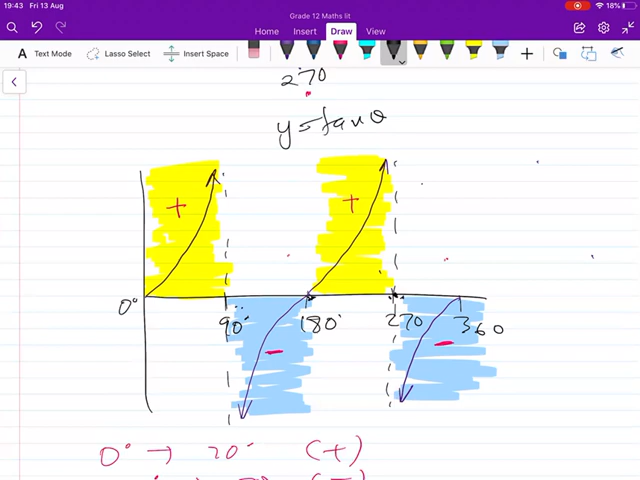 19:43 Fri 13 Aug
Grade 12 Maths lit
18%
Home Insert Draw View
Text Mode Lasso Select Insert Space
270
y = tan θ
+ +
0° 90° 180° 270 360
- -
0° → 90° (+)